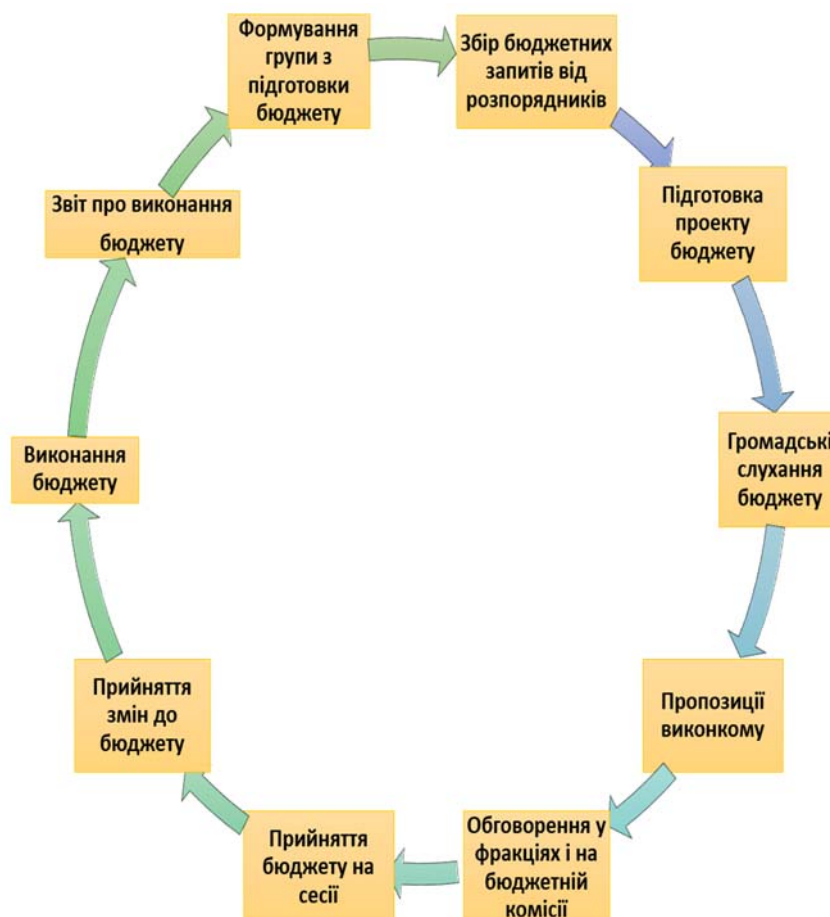 Формування
групи з
підготовки
бюджету
Збір бюджетних
запитів від
розпорядників
Підготовка
проекту
бюджету
Громадські
слухання
бюджету
Пропозиції
виконкому
Обговорення у
фракціях і на
бюджетній
комісії
Прийняття
бюджету на
сесії
Прийняття
змін до
бюджету
Виконання
бюджету
Звіт про виконання
бюджету